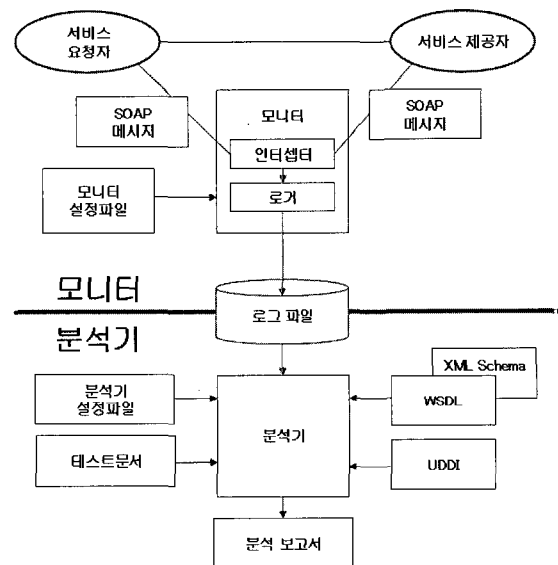 서비스
요청자
서비스 제공자
SOAP
메시지
모니터
SOAP
메시지
인터셉터
로거
모니터
설정파일
모니터
로그 파일
분석기
XML Schema
분석기
설정파일
WSDL
분석기
테스트문서
UDDI
분석 보고서